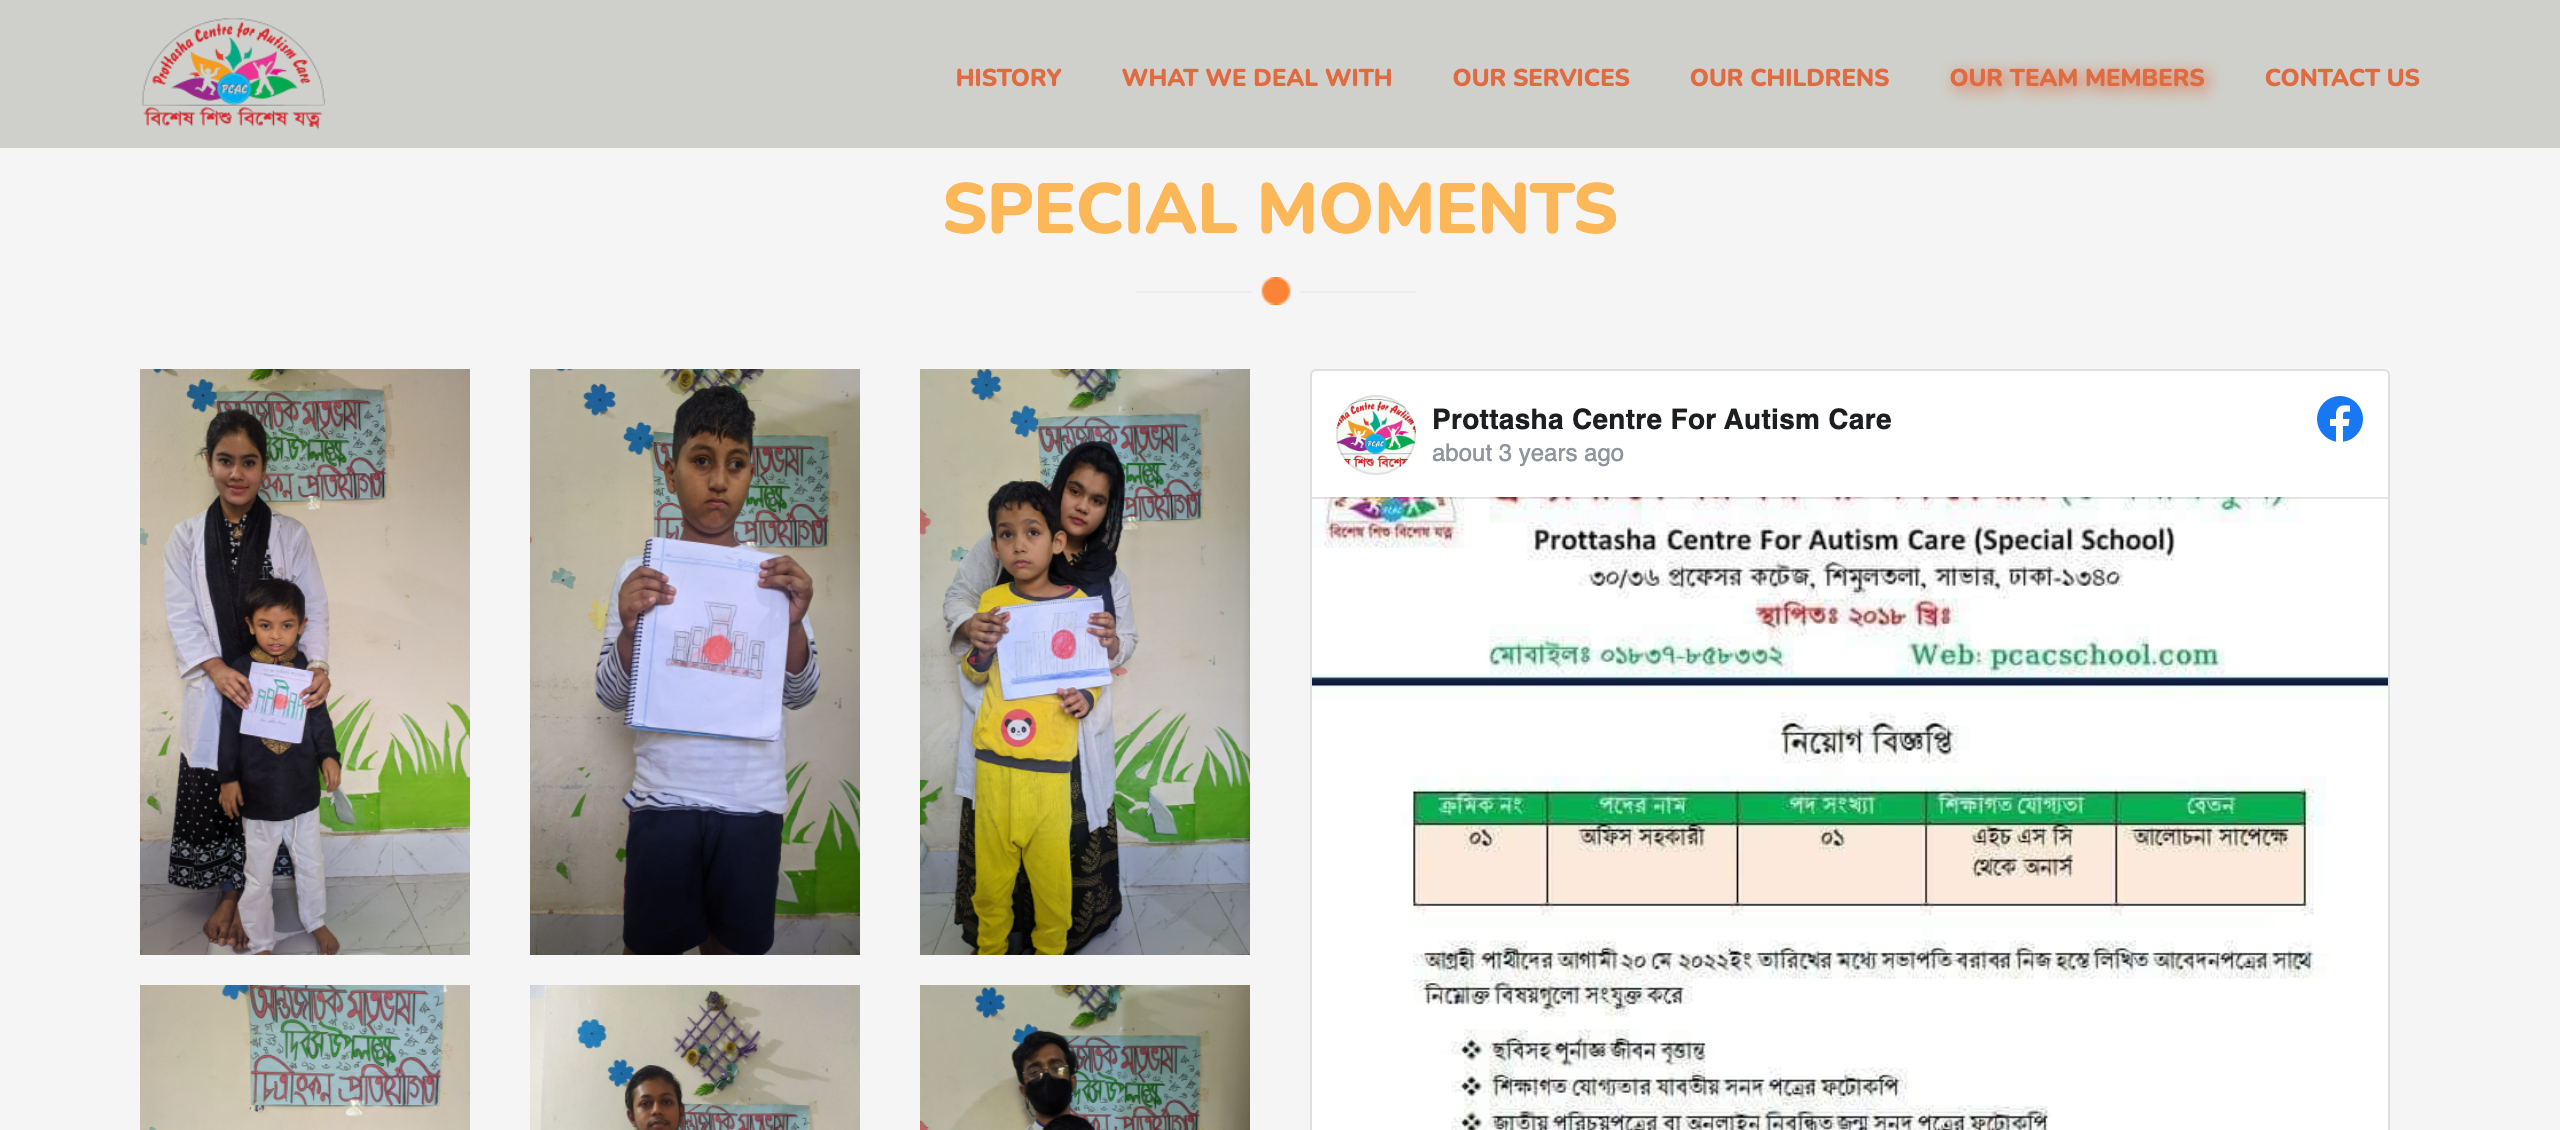 Prottasha Centre for Autism Care
PCAC
বিশেষ শিশু বিশেষ যত্ন
HISTORY
WHAT WE DEAL WITH
OUR SERVICES
OUR CHILDRENS
OUR TEAM MEMBERS
CONTACT US
SPECIAL MOMENTS
আন্তর্জাতিক মাতৃভাষা
দিবস উপলক্ষে
চিত্রাংকন প্রতিযোগিতা
Prottasha Centre For Autism Care
about 3 years ago
বিশেষ শিশু বিশেষ যত্ন
Prottasha Centre For Autism Care (Special School)
৩০/৩৬ প্রফেসর কটেজ, শিমুলতলা, সাভার, ঢাকা-১৩৪০
স্থাপিতঃ ২০১৮ খ্রিঃ
মোবাইলঃ ০১৮৩৭-৮৫৮৩৩২ Web: pcacschool.com
নিয়োগ বিজ্ঞপ্তি
ক্রমিক নং পদের নাম পদ সংখ্যা শিক্ষাগত যোগ্যতা বেতন
০১ অফিস সহকারী ০১ এইচ এস সি আলোচনা সাপেক্ষে
থেকে অনার্স
আগ্রহী পার্থীদের আগামী ২০ মে ২০২২ইং তারিখের মধ্যে সভাপতি বরাবর নিজ হস্তে লিখিত আবেদনপত্রের সাথে
নিম্নোক্ত বিষয়গুলো সংযুক্ত করে
❖ ছবিসহ পূর্নাজ্ঞ জীবন বৃত্তান্ত
❖ শিক্ষাগত যোগ্যতার যাবতীয় সনদ পত্রের ফটোকপি
❖ জাতীয় পরিচয়পত্রের বা অনলাইন নিবন্ধিত জন্ম সনদ পত্রের ফটোকপি